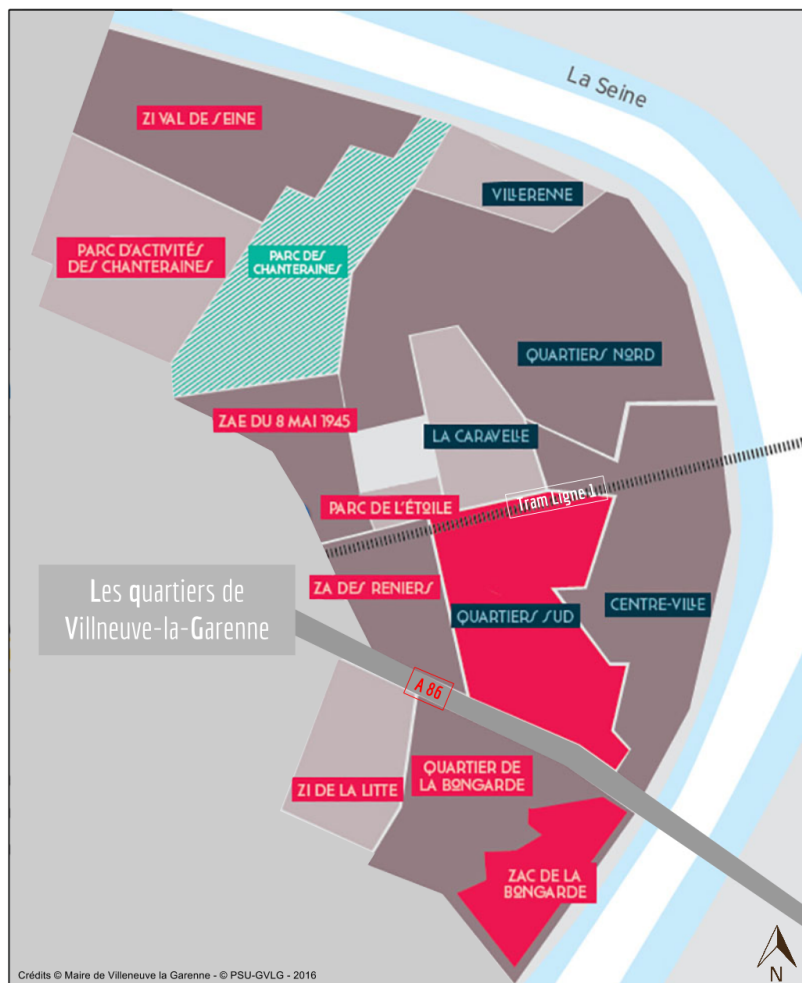 La Seine
ZI VAL DE SEINE
VILLERENNE
PARC D'ACTIVITÉS
DES CHANTERAINES
PARC DES
CHANTERAINES
QUARTIERS NORD
ZAE DU 8 MAI 1945
LA CARAVELLE
PARC DE L'ÉTOILE
Tram Ligne 1
ZA DES RENIERS
Les quartiers de
Villneuve-la-Garenne
QUARTIERS SUD
CENTRE-VILLE
A 86
ZI DE LA LITTE
QUARTIER DE
LA BONGARDE
ZAC DE LA
BONGARDE
N
Crédits © Maire de Villeneuve la Garenne - © PSU-GVLG - 2016